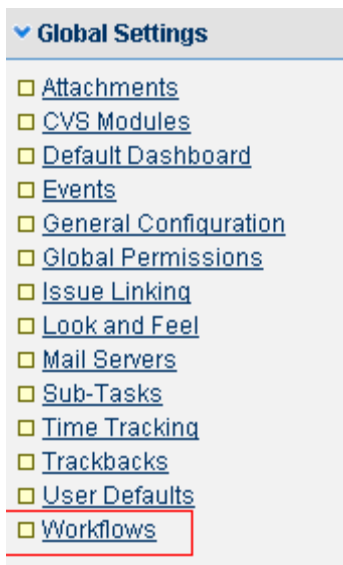 Global Settings
Attachments
CVS Modules
Default Dashboard
Events
General Configuration
Global Permissions
Issue Linking
Look and Feel
Mail Servers
Sub-Tasks
Time Tracking
Trackbacks
User Defaults
Workflows